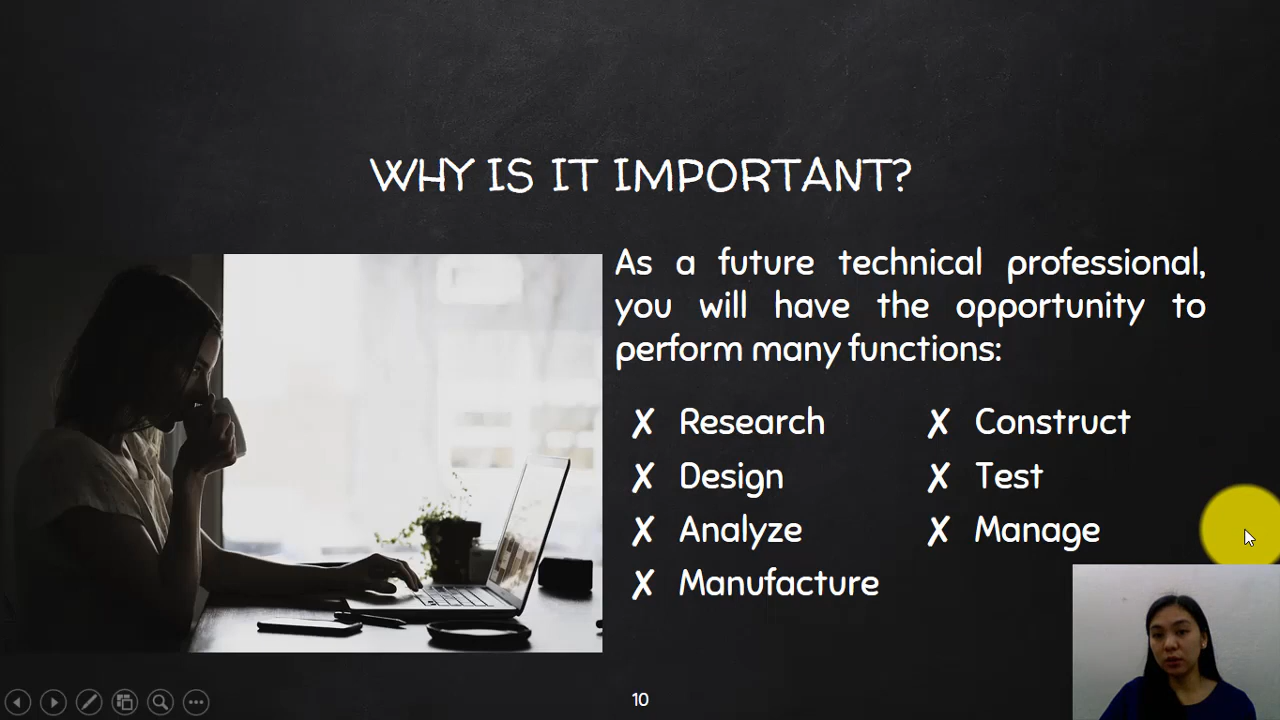 WHY IS IT IMPORTANT?
As a future technical professional,
you will have the opportunity to
perform many functions:
✗ Research
✗ Design
✗ Analyze
✗ Manufacture
✗ Construct
✗ Test
✗ Manage
10